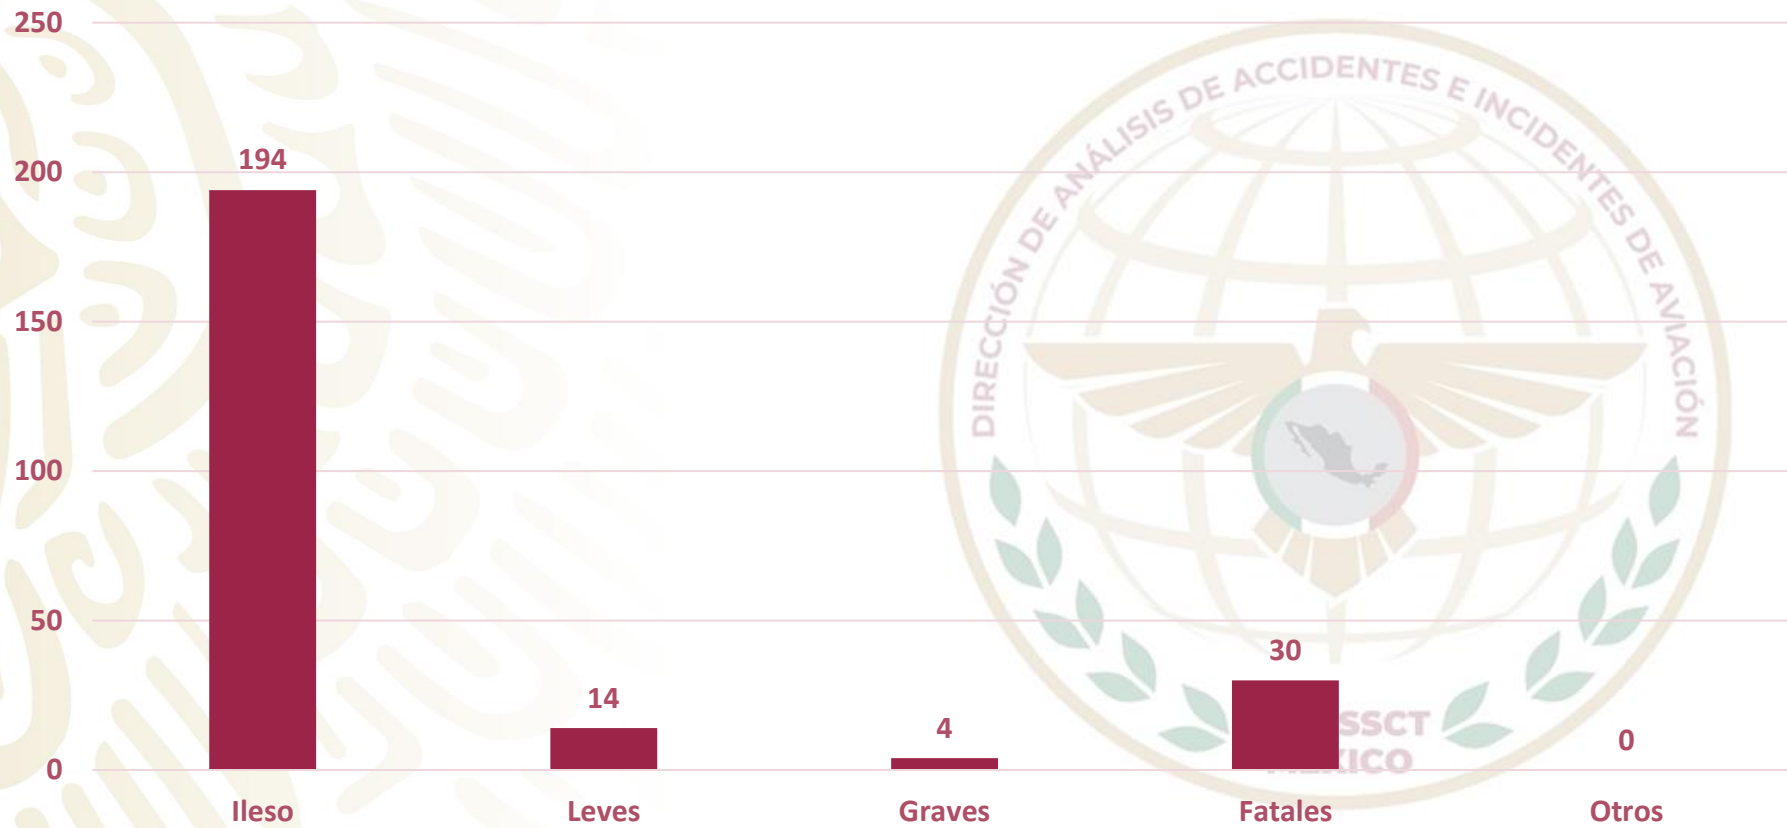 250
200
150
100
50
0
194
14
4
30
0
Ileso
Leves
Graves
Fatales
Otros
DIRECCIÓN DE ANÁLISIS DE ACCIDENTES E INCIDENTES DE AVIACIÓN